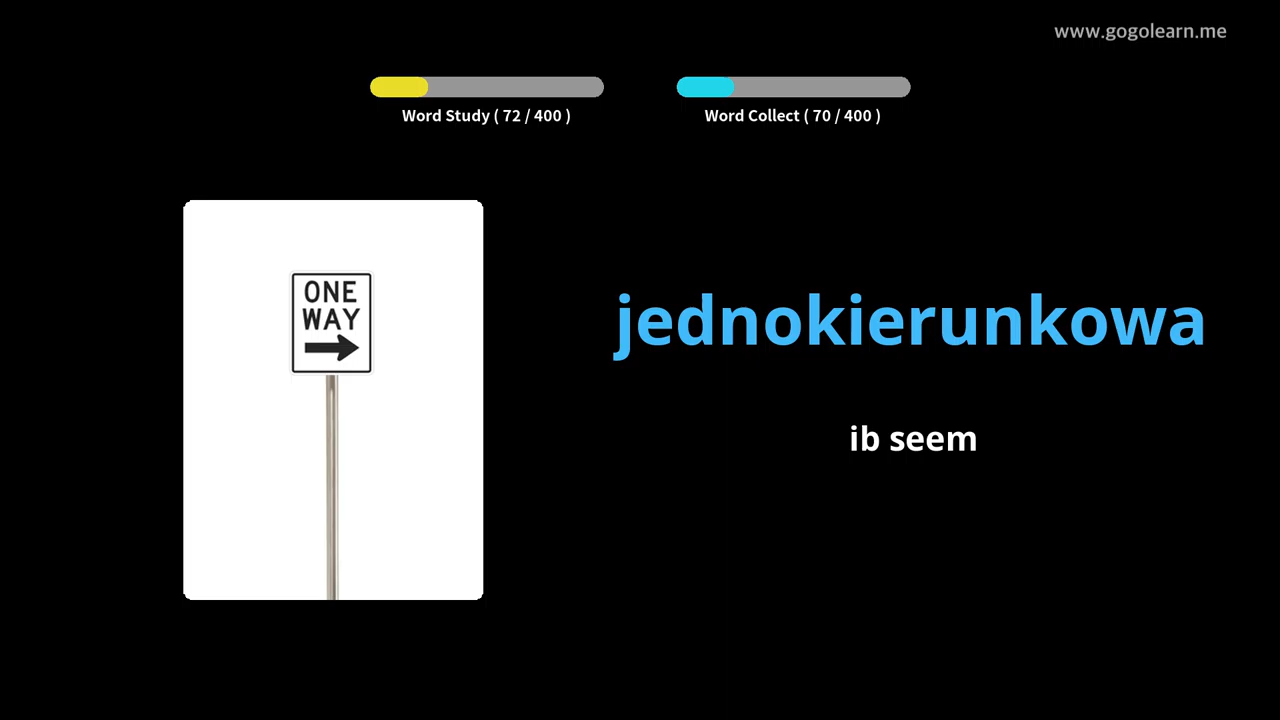 www.gogolearn.me
Word Study ( 72 / 400 )
Word Collect ( 70 / 400 )
ONE
WAY
jednokierunkowa
ib seem